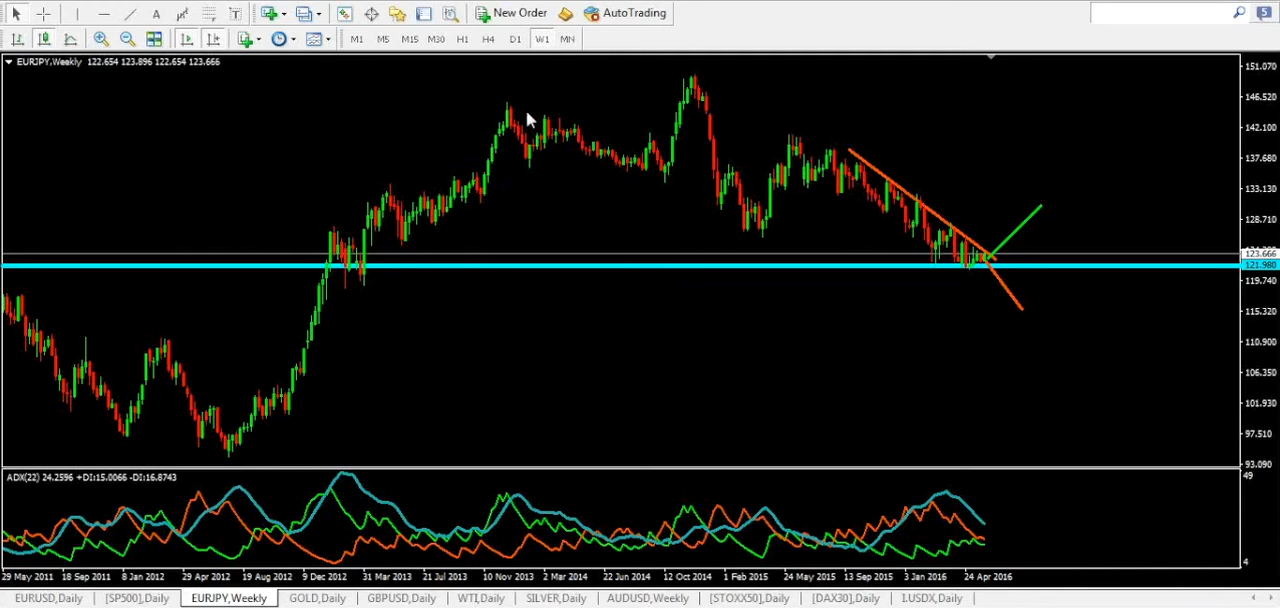 A T New Order AutoTrading 5
M1 M5 M15 M30 H1 H4 D1 W1 MN
EURJPY,Weekly 122.654 123.896 122.654 123.666
151.070
146.520
142.100
137.680
133.130
128.710
123.666
121.980
119.740
115.320
110.900
106.350
101.930
97.510
93.090
ADX(22) 24.2596 +DI:15.0066 -DI:16.8743
49
4
29 May 2011 18 Sep 2011 8 Jan 2012 29 Apr 2012 19 Aug 2012 9 Dec 2012 31 Mar 2013 21 Jul 2013 10 Nov 2013 2 Mar 2014 22 Jun 2014 12 Oct 2014 1 Feb 2015 24 May 2015 13 Sep 2015 3 Jan 2016 24 Apr 2016
EURUSD,Daily [SP500],Daily EURJPY,Weekly GOLD,Daily GBPUSD,Daily WTI,Daily SILVER,Daily AUDUSD,Weekly [STOXX50],Daily [DAX30],Daily I.USDX,Daily